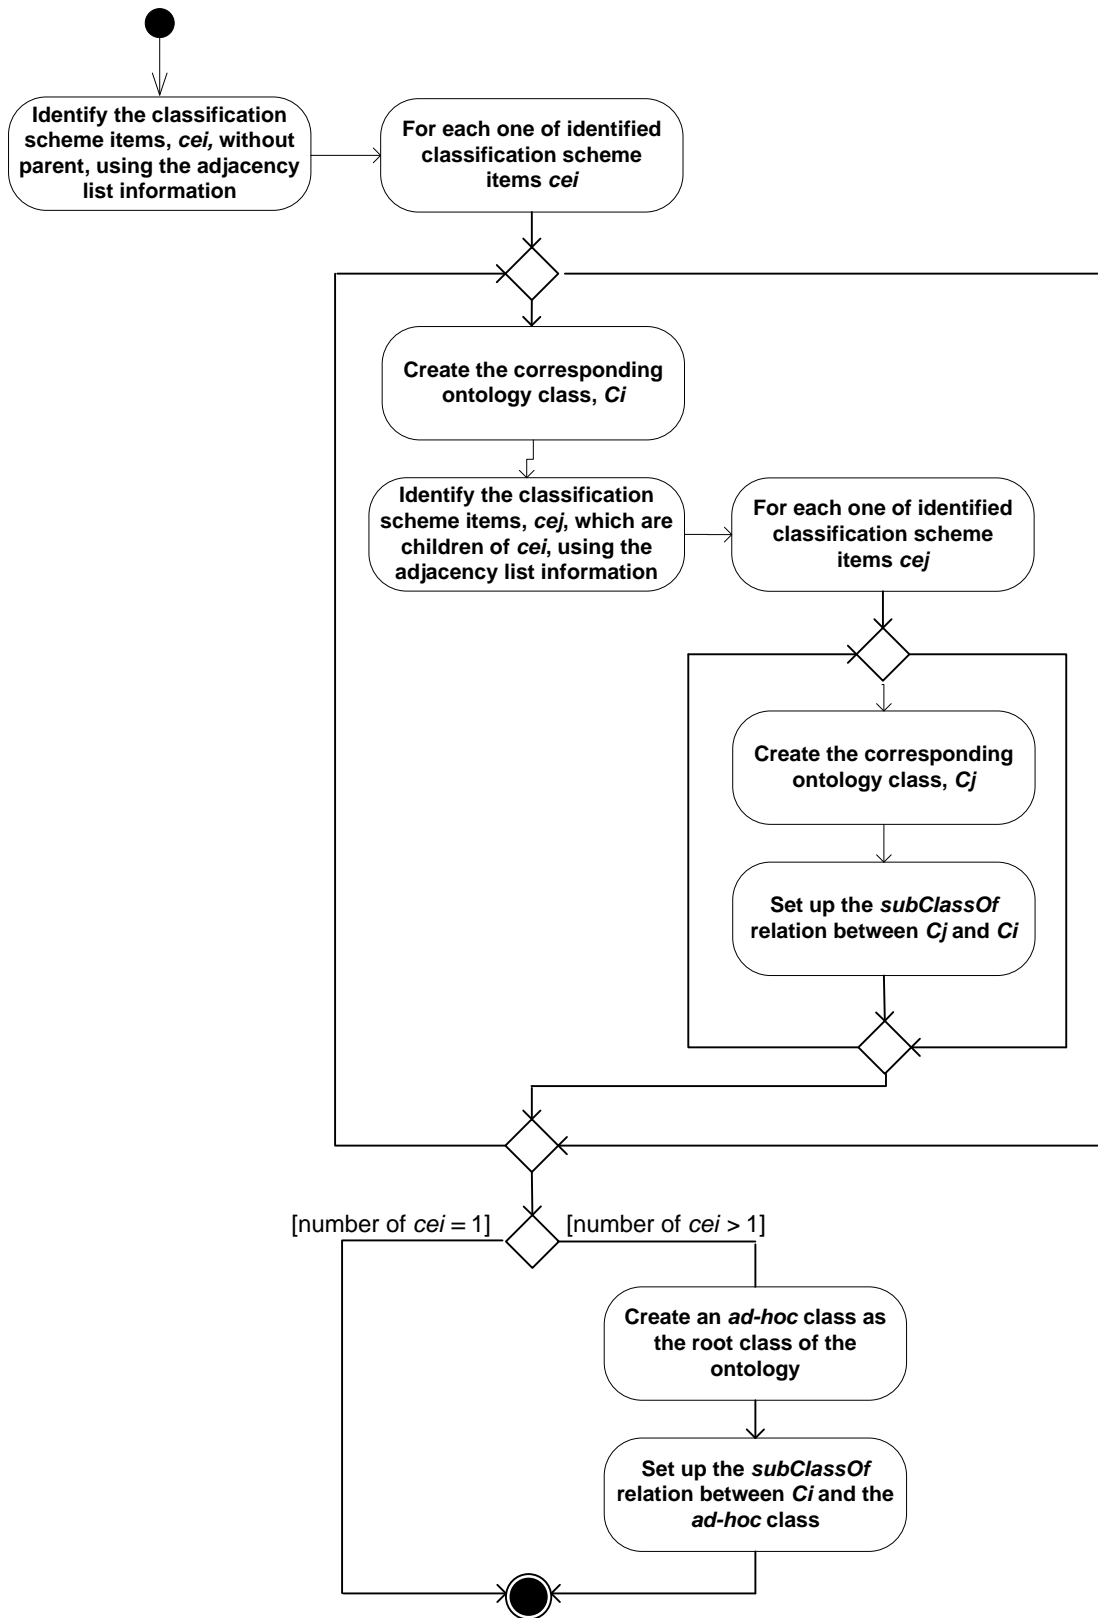 Identify the classification
scheme items, cei, without
parent, using the adjacency
list information
For each one of identified
classification scheme
items cei
Create the corresponding
ontology class, Ci
Identify the classification
scheme items, cej, which are
children of cei, using the
adjacency list information
For each one of identified
classification scheme
items cej
Create the corresponding
ontology class, Cj
Set up the subClassOf
relation between Cj and Ci
[number of cei = 1]
[number of cei > 1]
Create an ad-hoc class as
the root class of the
ontology
Set up the subClassOf
relation between Ci and the
ad-hoc class